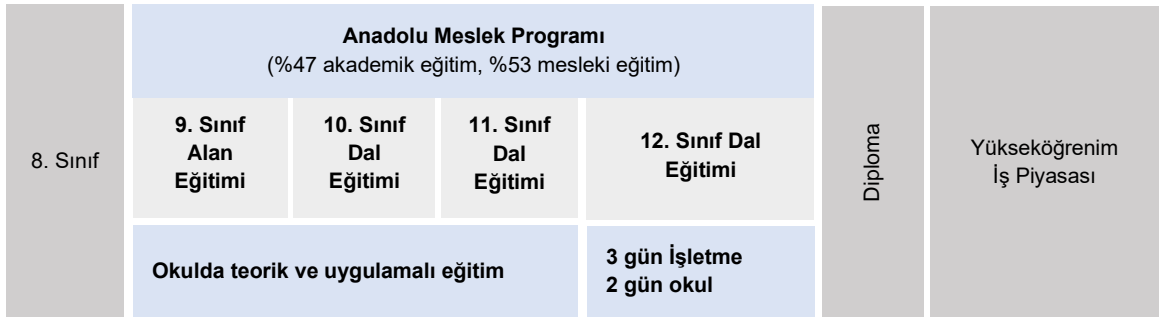 8. Sınıf
Anadolu Meslek Programı
(%47 akademik eğitim, %53 mesleki eğitim)
9. Sınıf
Alan
Eğitimi
10. Sınıf
Dal
Eğitimi
11. Sınıf
Dal
Eğitimi
12. Sınıf Dal
Eğitimi
Okulda teorik ve uygulamalı eğitim
3 gün İşletme
2 gün okul
Diploma
Yükseköğrenim
İş Piyasası